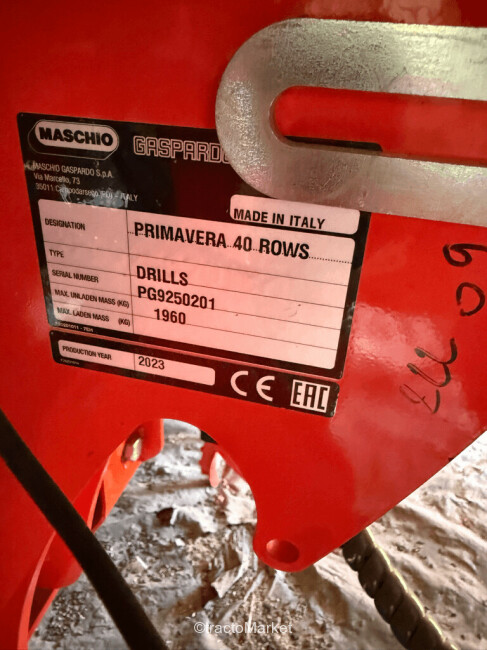 MASCHIO
GASPARDO
MASCHIO GASPARDO S.p.A.
Via Marcello, 73
35011 Campodarsego (PD) - ITALY
MADE IN ITALY
DESIGNATION PRIMAVERA 40 ROWS
TYPE DRILLS
SERIAL NUMBER PG9250201
MAX. UNLADEN MASS (KG) 1960
MAX. LADEN MASS (KG)
PRODUCTION YEAR 2023
CE EAC
©TractoMarket